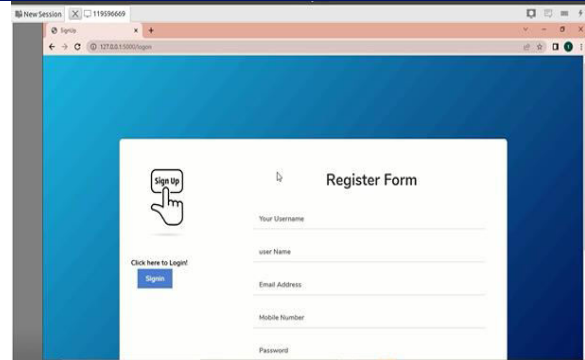 New Session
119596669
SignUp
127.0.0.1:5000/logon
Sign Up
Register Form
Your Username
user Name
Click here to Login!
Signin
Email Address
Mobile Number
Password